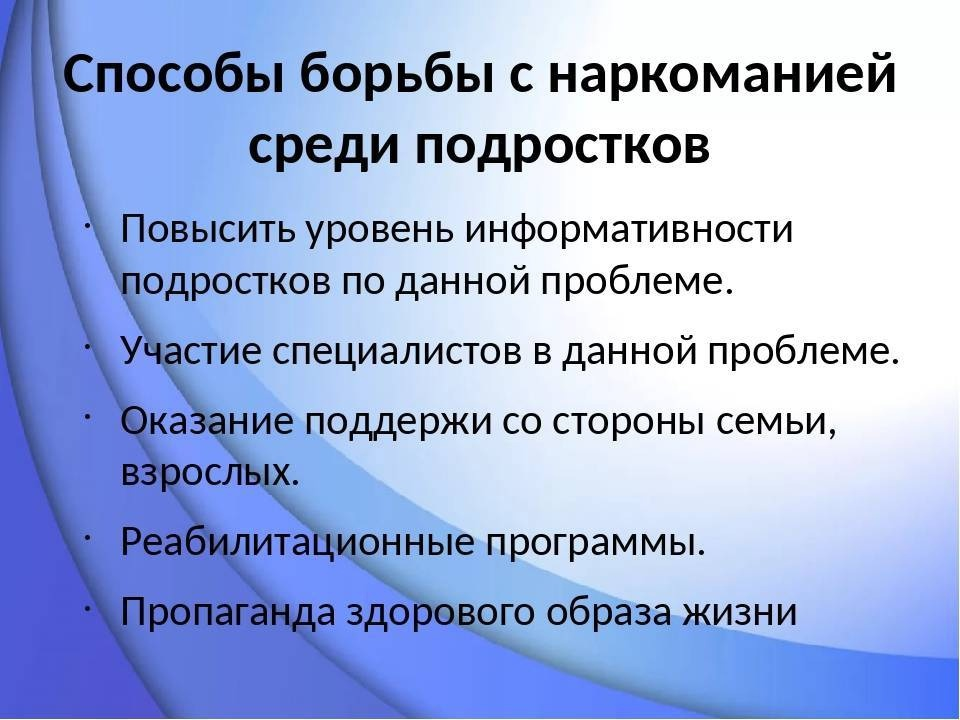 Способы борьбы с наркоманией
среди подростков
· Повысить уровень информативности
подростков по данной проблеме.
· Участие специалистов в данной проблеме.
· Оказание поддержи со стороны семьи,
взрослых.
· Реабилитационные программы.
· Пропаганда здорового образа жизни